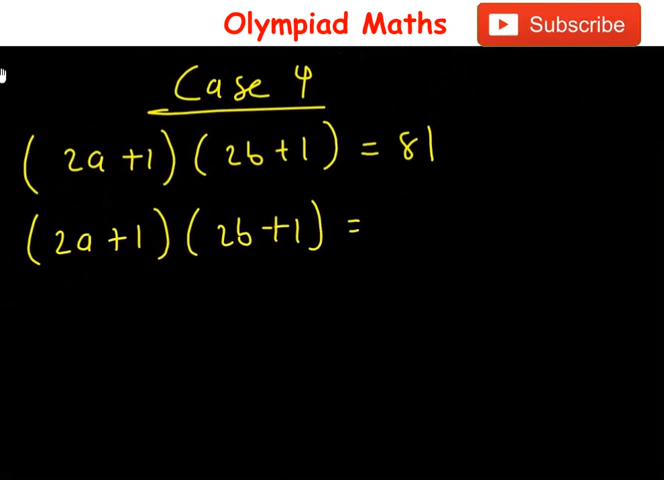 Olympiad Maths
Subscribe
Case 4
(2a+1)(2b+1) = 81
(2a+1)(2b+1) =